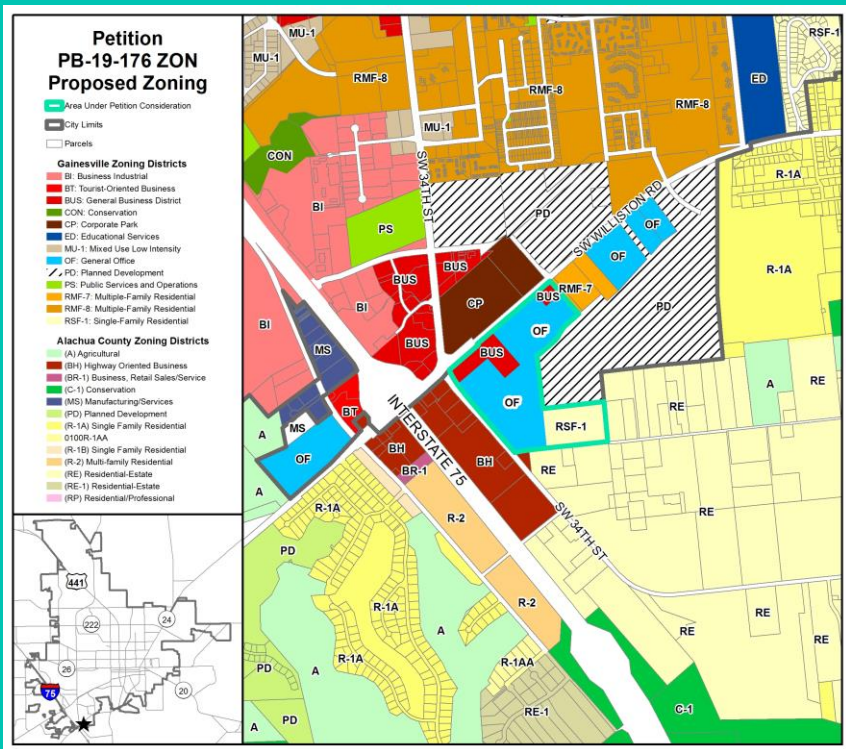 Petition
PB-19-176 ZON
Proposed Zoning
Area Under Petition Consideration
City Limits
Parcels
Gainesville Zoning Districts
BI: Business Industrial
BT: Tourist-Oriented Business
BUS: General Business District
CON: Conservation
CP: Corporate Park
ED: Educational Services
MU-1: Mixed Use Low Intensity
OF: General Office
PD: Planned Development
PS: Public Services and Operations
RMF-7: Multiple-Family Residential
RMF-8: Multiple-Family Residential
RSF-1: Single-Family Residential
Alachua County Zoning Districts
(A) Agricultural
(BH) Highway Oriented Business
(BR-1) Business, Retail Sales/Service
(C-1) Conservation
(MS) Manufacturing/Services
(PD) Planned Development
(R-1A) Single Family Residential
0100R-1AA
(R-1B) Single Family Residential
(R-2) Multi-family Residential
(RE) Residential-Estate
(RE-1) Residential-Estate
(RP) Residential/Professional
441
222
24
26
75
20
MU-1
MU-1
RMF-8
RMF-8
RMF-8
ED
RSF-1
MU-1
CON
SW 34TH ST
R-1A
BI
PS
PD
SW WILLISTON RD
OF
OF
R-1A
BUS
BUS
CP
BUS
RMF-7
PD
BI
BI
MS
BUS
BUS
OF
MS
BT
OF
A
OF
RSF-1
INTERSTATE 75
BH
BR-1
BH
RE
RE
A
RE
A
R-1A
R-2
SW 34TH ST
RE
PD
R-1A
A
R-2
R-1A
PD
A
PD
A
R-1AA
RE-1
RE
RE
C-1